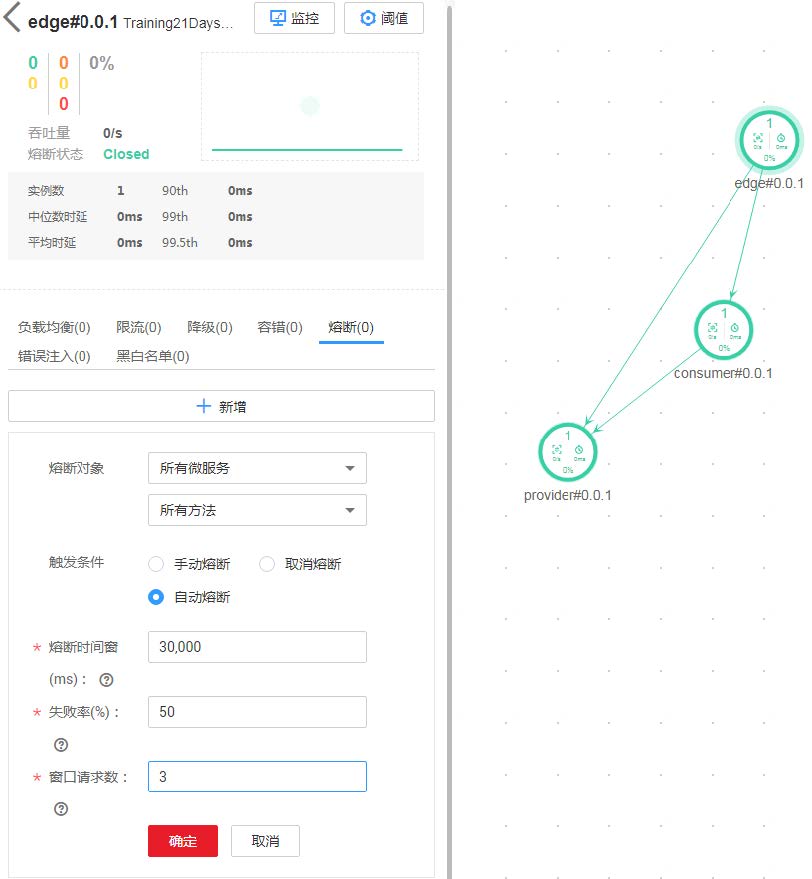 edge#0.0.1 Training21Days... 监控 阈值
0 0 0%
0 0
0
吞吐量 0/s
熔断状态 Closed
实例数 1 90th 0ms
中位数时延 0ms 99th 0ms
平均时延 0ms 99.5th 0ms
负载均衡(0) 限流(0) 降级(0) 容错(0) 熔断(0)
错误注入(0) 黑白名单(0)
新增
熔断对象 所有微服务
所有方法
触发条件 手动熔断 取消熔断
自动熔断
* 熔断时间窗 30,000
(ms)： ?
* 失败率(%)： 50
?
* 窗口请求数： 3
?
确定 取消
1
0/s 0ms
0%
edge#0.0.1
1
0/s 0ms
0%
consumer#0.0.1
1
0/s 0ms
0%
provider#0.0.1